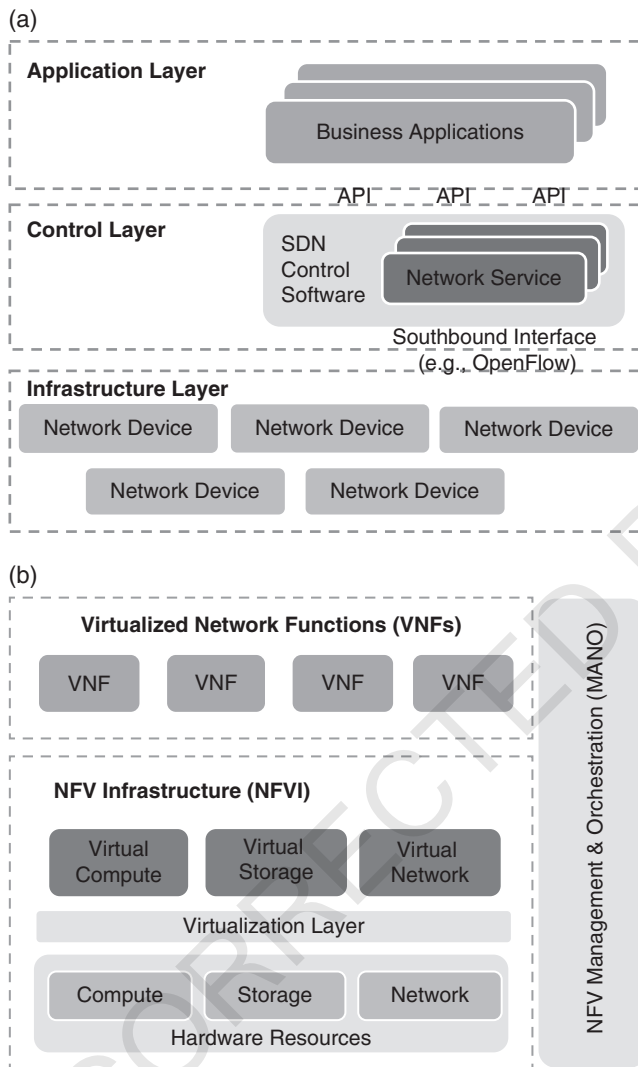 (a)
Application Layer
Business Applications
API API API
Control Layer
SDN
Control
Software
Network Service
Southbound Interface
(e.g., OpenFlow)
Infrastructure Layer
Network Device Network Device Network Device
Network Device Network Device
(b)
Virtualized Network Functions (VNFs)
VNF VNF VNF VNF
NFV Infrastructure (NFVI)
Virtual
Compute
Virtual
Storage
Virtual
Network
Virtualization Layer
Compute Storage Network
Hardware Resources
NFV Management & Orchestration (MANO)
CORRECTED